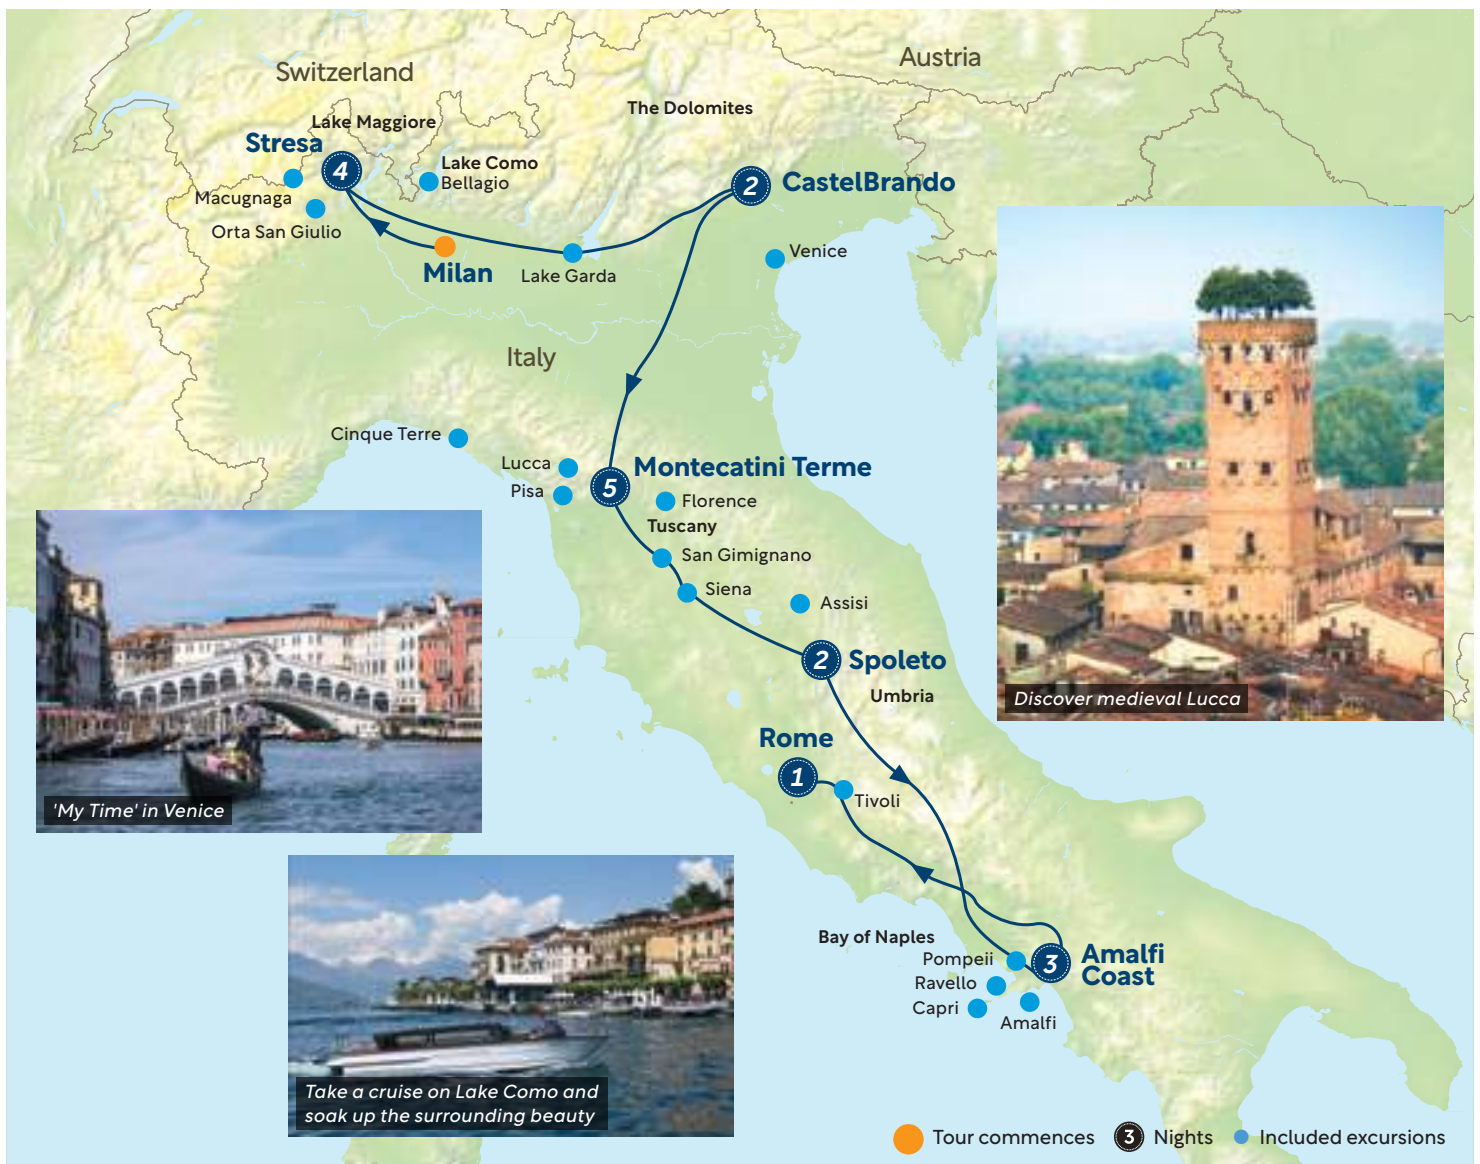 Austria
Switzerland
The Dolomites
Lake Maggiore
Stresa
4
Lake Como
Bellagio
2
CastelBrando
Macugnaga
Orta San Giulio
Milan
Lake Garda
Venice
Italy
Cinque Terre
Lucca
Pisa
5
Montecatini Terme
Florence
Tuscany
San Gimignano
Siena
Assisi
2
Spoleto
Umbria
Rome
1
Tivoli
Bay of Naples
Pompeii
Ravello
Capri
Amalfi
3
Amalfi
Coast
Discover medieval Lucca
'My Time' in Venice
Take a cruise on Lake Como and
soak up the surrounding beauty
Tour commences
3
Nights
Included excursions